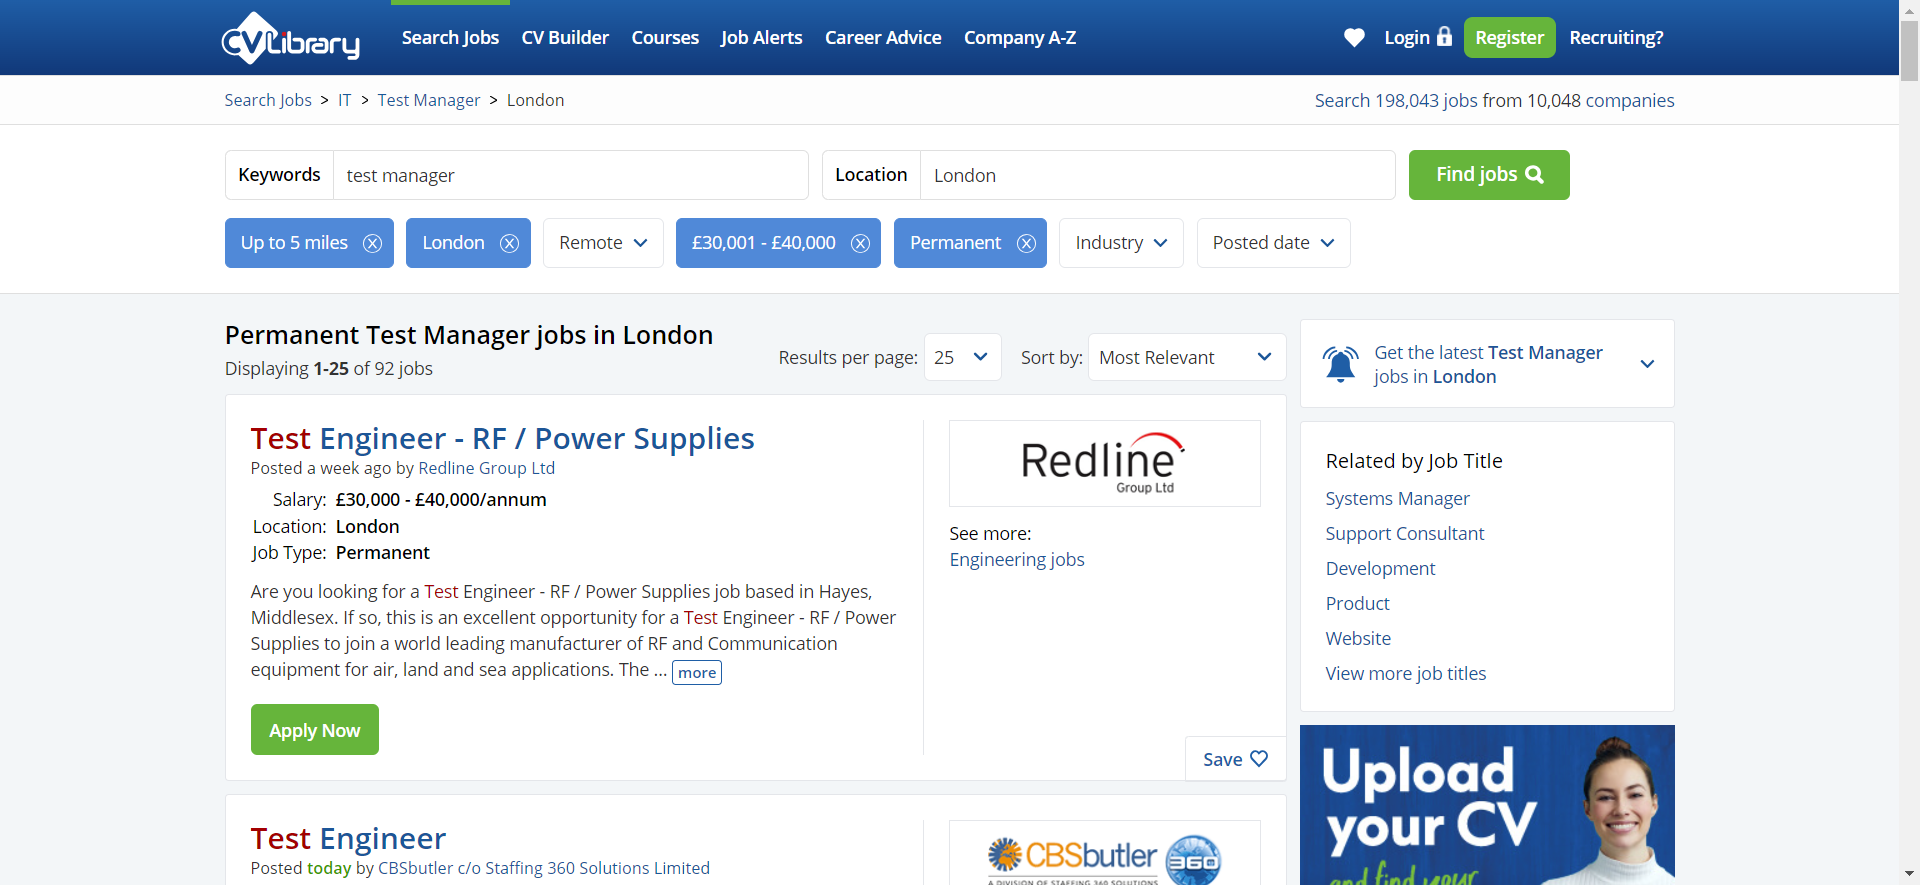 CVLibrary
Search Jobs CV Builder Courses Job Alerts Career Advice Company A-Z Login Register Recruiting?
Search Jobs > IT > Test Manager > London
Search 198,043 jobs from 10,048 companies
Keywords test manager
Location London
Find jobs
Up to 5 miles London Remote £30,001 - £40,000 Permanent Industry Posted date
Permanent Test Manager jobs in London
Displaying 1-25 of 92 jobs
Results per page: 25 Sort by: Most Relevant
Test Engineer - RF / Power Supplies
Posted a week ago by Redline Group Ltd
Salary: £30,000 - £40,000/annum
Location: London
Job Type: Permanent
Are you looking for a Test Engineer - RF / Power Supplies job based in Hayes,
Middlesex. If so, this is an excellent opportunity for a Test Engineer - RF / Power
Supplies to join a world leading manufacturer of RF and Communication
equipment for air, land and sea applications. The ... more
Apply Now
Redline
Group Ltd
See more:
Engineering jobs
Save
Test Engineer
Posted today by CBSbutler c/o Staffing 360 Solutions Limited
CBSbutler 360
A DIVISION OF STAFFING 360 SOLUTIONS
Get the latest Test Manager
jobs in London
Related by Job Title
Systems Manager
Support Consultant
Development
Product
Website
View more job titles
Upload
your CV
and find your